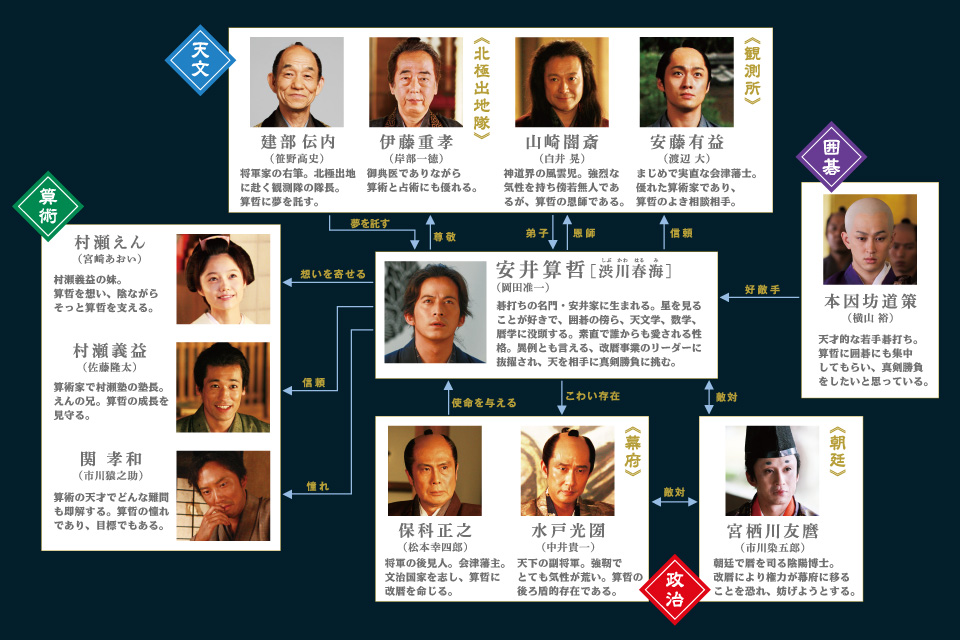 天文
《北極出地隊》
建部 伝内
（笹野高史）
将軍家の右筆。北極出地
に赴く観測隊の隊長。
算哲に夢を託す。
伊藤重孝
（岸部一徳）
御典医でありながら
算術と占術にも優れる。
《観測所》
山崎闇斎
（白井 晃）
神道界の風雲児。強烈な
気性を持ち傍若無人であ
るが、算哲の恩師である。
安藤有益
（渡辺 大）
まじめで実直な会津藩士。
優れた算術家であり、
算哲のよき相談相手。
囲碁
本因坊道策
（横山 裕）
天才的な若手碁打ち。
算哲に囲碁にも集中
してもらい、真剣勝負
をしたいと思っている。
算術
村瀬えん
（宮崎あおい）
村瀬義益の妹。
算哲を想い、陰ながら
そっと算哲を支える。
村瀬義益
（佐藤隆太）
算術家で村瀬塾の塾長。
えんの兄。算哲の成長を
見守る。
関 孝和
（市川猿之助）
算術の天才でどんな難問
も即解する。算哲の憧れ
であり、目標でもある。
夢を託す
尊敬
弟子
恩師
信頼
想いを寄せる
信頼
憧れ
好敵手
しぶ かわ はる み
安井算哲［渋川春海］
（岡田准一）
碁打ちの名門・安井家に生まれる。星を見る
ことが好きで、囲碁の傍ら、天文学、数学、
暦学に没頭する。素直で誰からも愛される性
格。異例とも言える、改暦事業のリーダーに
抜擢され、天を相手に真剣勝負に挑む。
使命を与える
こわい存在
敵対
《幕府》
保科正之
（松本幸四郎）
将軍の後見人。会津藩主。
文治国家を志し、算哲に
改暦を命じる。
水戸光圀
（中井貴一）
天下の副将軍。強靭で
とても気性が荒い。算哲の
後ろ盾的存在である。
敵対
《朝廷》
宮栖川友麿
（市川染五郎）
朝廷で暦を司る陰陽博士。
改暦により権力が幕府に移る
ことを恐れ、妨げようとする。
政治